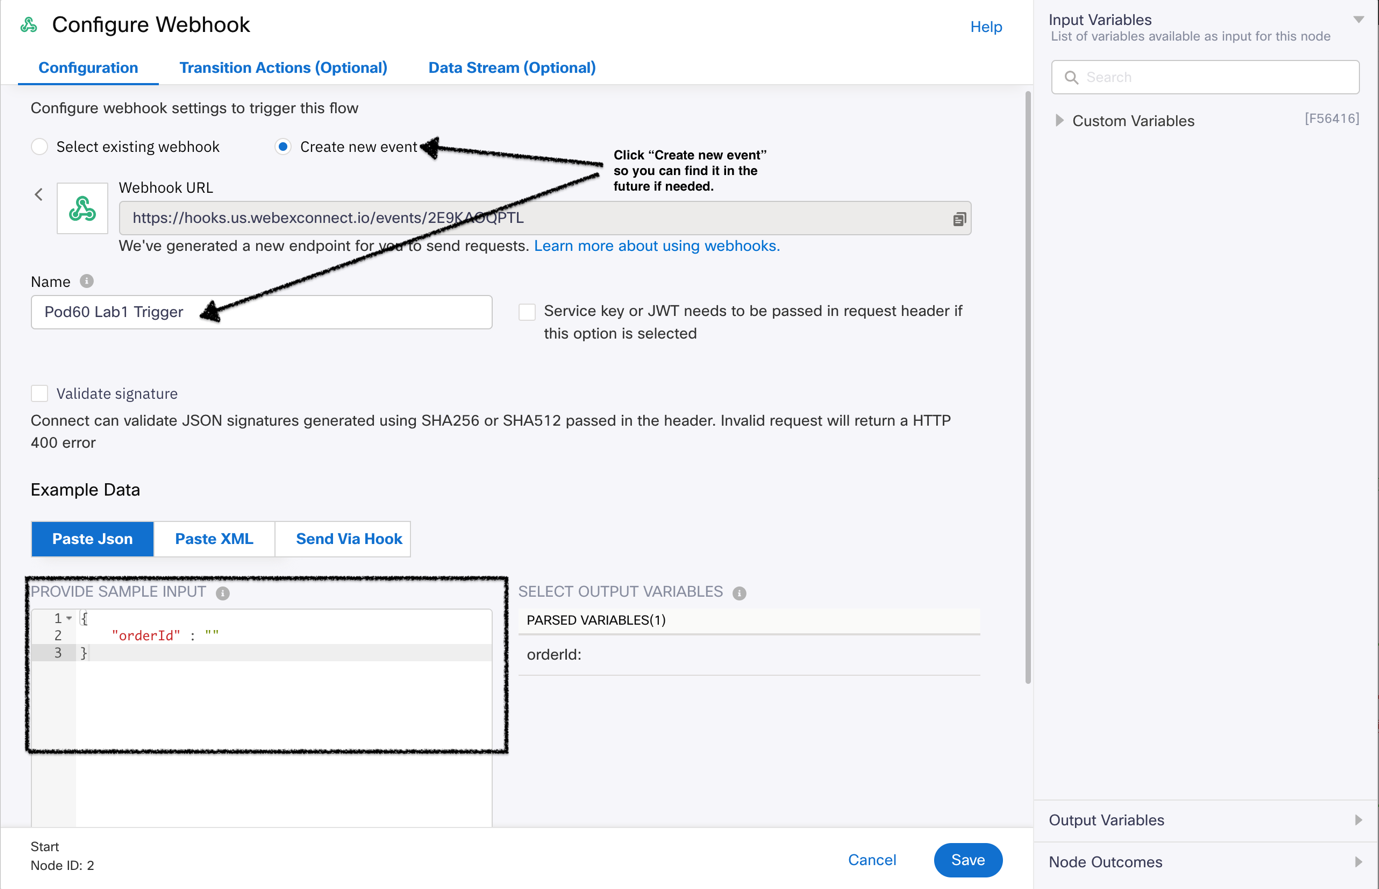 Configure Webhook
Help
Configuration
Transition Actions (Optional)
Data Stream (Optional)
Configure webhook settings to trigger this flow
Select existing webhook
Create new event
Click “Create new event”
so you can find it in the
future if needed.
Webhook URL
https://hooks.us.webexconnect.io/events/2E9KAOQPTL
We've generated a new endpoint for you to send requests. Learn more about using webhooks.
Name
Pod60 Lab1 Trigger
Service key or JWT needs to be passed in request header if
this option is selected
Validate signature
Connect can validate JSON signatures generated using SHA256 or SHA512 passed in the header. Invalid request will return a HTTP
400 error
Example Data
Paste Json
Paste XML
Send Via Hook
PROVIDE SAMPLE INPUT
1 {
2 "orderId" : ""
3 }
SELECT OUTPUT VARIABLES
PARSED VARIABLES(1)
orderId:
Start
Node ID: 2
Cancel
Save
Input Variables
List of variables available as input for this node
Search
Custom Variables
[F56416]
Output Variables
Node Outcomes